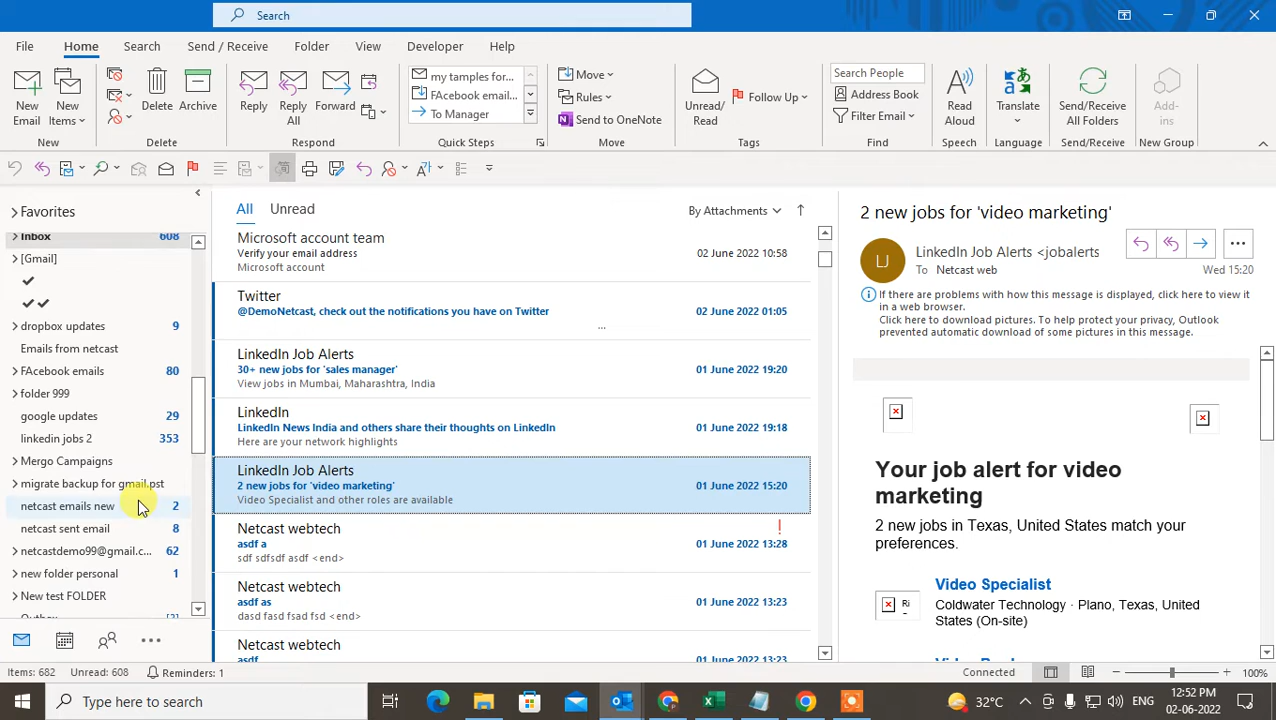 Search
File Home Search Send / Receive Folder View Developer Help
New Email
New Items
Delete
Archive
Reply
Reply All
Forward
my tamples for...
FAcebook email...
To Manager
Move
Rules
Send to OneNote
Unread/ Read
Follow Up
Search People
Address Book
Filter Email
Read Aloud
Translate
Send/Receive All Folders
Add-ins
New Delete Respond Quick Steps Move Tags Find Speech Language Send/Receive New Group
Favorites
Inbox 608
[Gmail]
dropbox updates 9
Emails from netcast
FAcebook emails 80
folder 999
google updates 29
linkedin jobs 2 353
Mergo Campaigns
migrate backup for gmail.pst
netcast emails new 2
netcast sent email 8
netcastdemo99@gmail.c... 62
new folder personal 1
New test FOLDER
Outbox [2]
All Unread By Attachments
Microsoft account team
Verify your email address 02 June 2022 10:58
Microsoft account
Twitter
@DemoNetcast, check out the notifications you have on Twitter 02 June 2022 01:05
...
LinkedIn Job Alerts
30+ new jobs for 'sales manager' 01 June 2022 19:20
View jobs in Mumbai, Maharashtra, India
LinkedIn
LinkedIn News India and others share their thoughts on LinkedIn 01 June 2022 19:18
Here are your network highlights
LinkedIn Job Alerts
2 new jobs for 'video marketing' 01 June 2022 15:20
Video Specialist and other roles are available
Netcast webtech
asdf a 01 June 2022 13:28
sdf sdfsdf asdf <end>
Netcast webtech
asdf as 01 June 2022 13:23
dasd fasd fsad fsd <end>
Netcast webtech
asdf 01 June 2022 13:23
2 new jobs for 'video marketing'
LJ
LinkedIn Job Alerts <jobalerts
To Netcast web
Wed 15:20
If there are problems with how this message is displayed, click here to view it
in a web browser.
Click here to download pictures. To help protect your privacy, Outlook
prevented automatic download of some pictures in this message.
Your job alert for video
marketing
2 new jobs in Texas, United States match your
preferences.
Ri
Video Specialist
Coldwater Technology · Plano, Texas, United
States (On-site)
Items: 682 Unread: 608 Reminders: 1 Connected 100%
Type here to search
32°C ENG 12:52 PM
02-06-2022